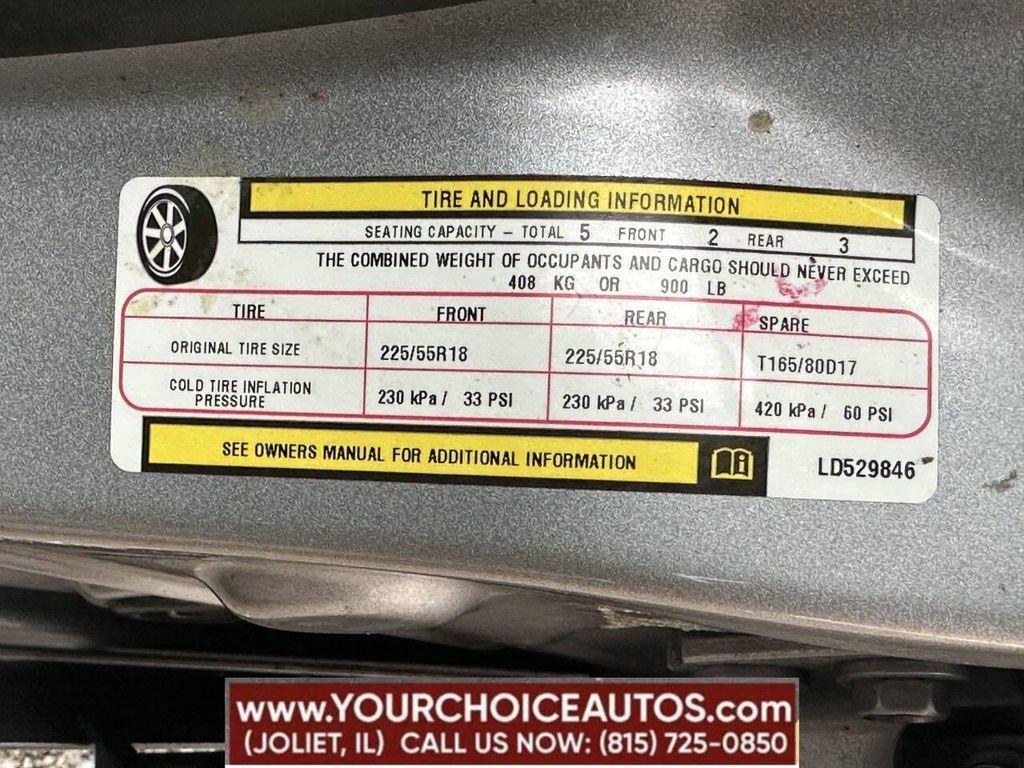 TIRE AND LOADING INFORMATION
SEATING CAPACITY – TOTAL 5 FRONT 2 REAR 3
THE COMBINED WEIGHT OF OCCUPANTS AND CARGO SHOULD NEVER EXCEED
408 KG OR 900 LB
TIRE FRONT REAR SPARE
ORIGINAL TIRE SIZE 225/55R18 225/55R18 T165/80D17
COLD TIRE INFLATION
PRESSURE 230 kPa / 33 PSI 230 kPa / 33 PSI 420 kPa / 60 PSI
SEE OWNERS MANUAL FOR ADDITIONAL INFORMATION
LD529846
www.YOURCHOICEAUTOS.com
(JOLIET, IL) CALL US NOW: (815) 725-0850